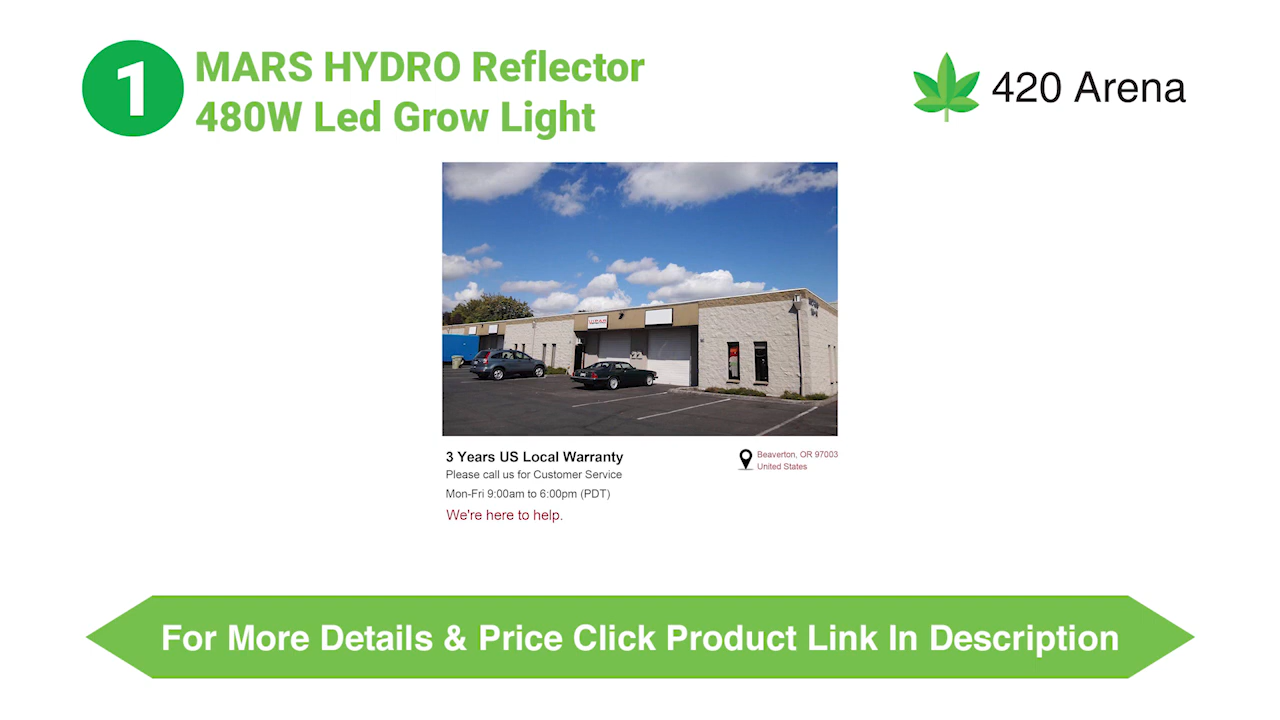 1
MARS HYDRO Reflector
480W Led Grow Light
420 Arena
3 Years US Local Warranty
Please call us for Customer Service
Mon-Fri 9:00am to 6:00pm (PDT)
We're here to help.
Beaverton, OR 97003
United States
For More Details & Price Click Product Link In Description